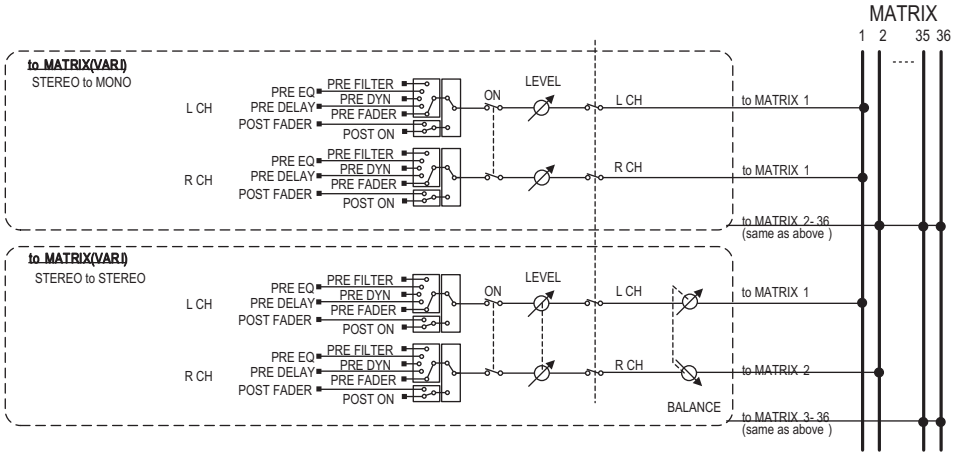 MATRIX
1 2 35 36
to MATRIX(VARI)
STEREO to MONO
L CH
PRE FILTER
PRE EQ
PRE DYN
PRE DELAY
PRE FADER
POST FADER
POST ON
ON
LEVEL
L CH
to MATRIX 1
R CH
PRE FILTER
PRE EQ
PRE DYN
PRE DELAY
PRE FADER
POST FADER
POST ON
R CH
to MATRIX 1
to MATRIX 2-36
(same as above )
to MATRIX(VARI)
STEREO to STEREO
L CH
PRE FILTER
PRE EQ
PRE DYN
PRE DELAY
PRE FADER
POST FADER
POST ON
ON
LEVEL
L CH
to MATRIX 1
R CH
PRE FILTER
PRE EQ
PRE DYN
PRE DELAY
PRE FADER
POST FADER
POST ON
R CH
to MATRIX 2
BALANCE
to MATRIX 3-36
(same as above )